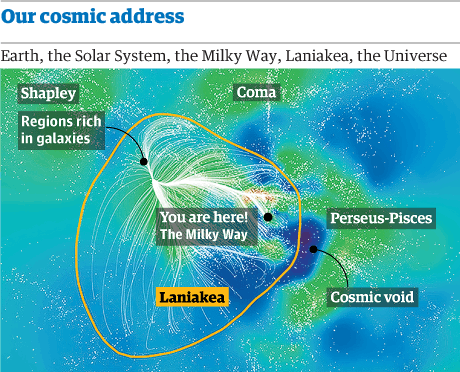 Our cosmic address
Earth, the Solar System, the Milky Way, Laniakea, the Universe
Shapley
Coma
Regions rich
in galaxies
You are here!
The Milky Way
Perseus-Pisces
Laniakea
Cosmic void